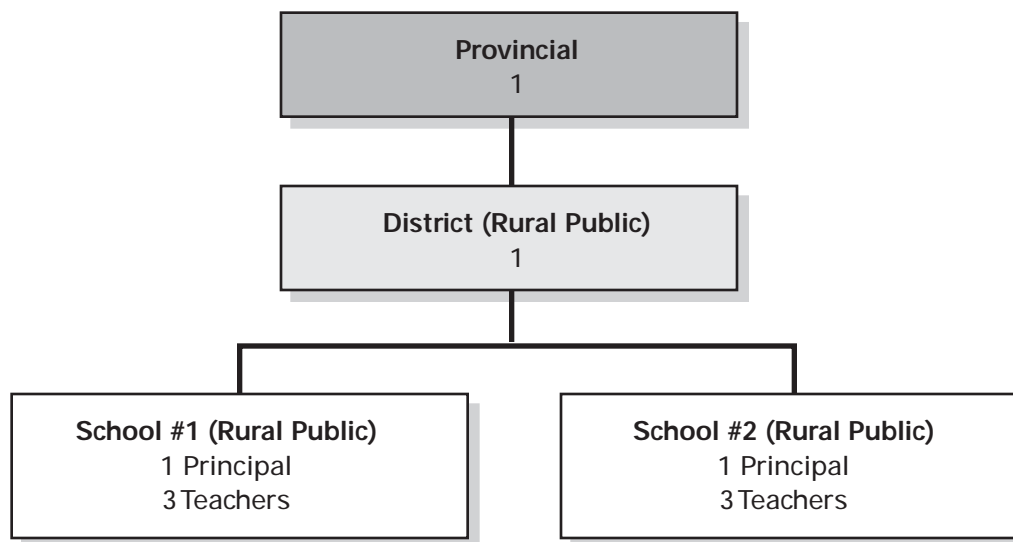 Provincial
1
District (Rural Public)
1
School #1 (Rural Public)
1 Principal
3 Teachers
School #2 (Rural Public)
1 Principal
3 Teachers